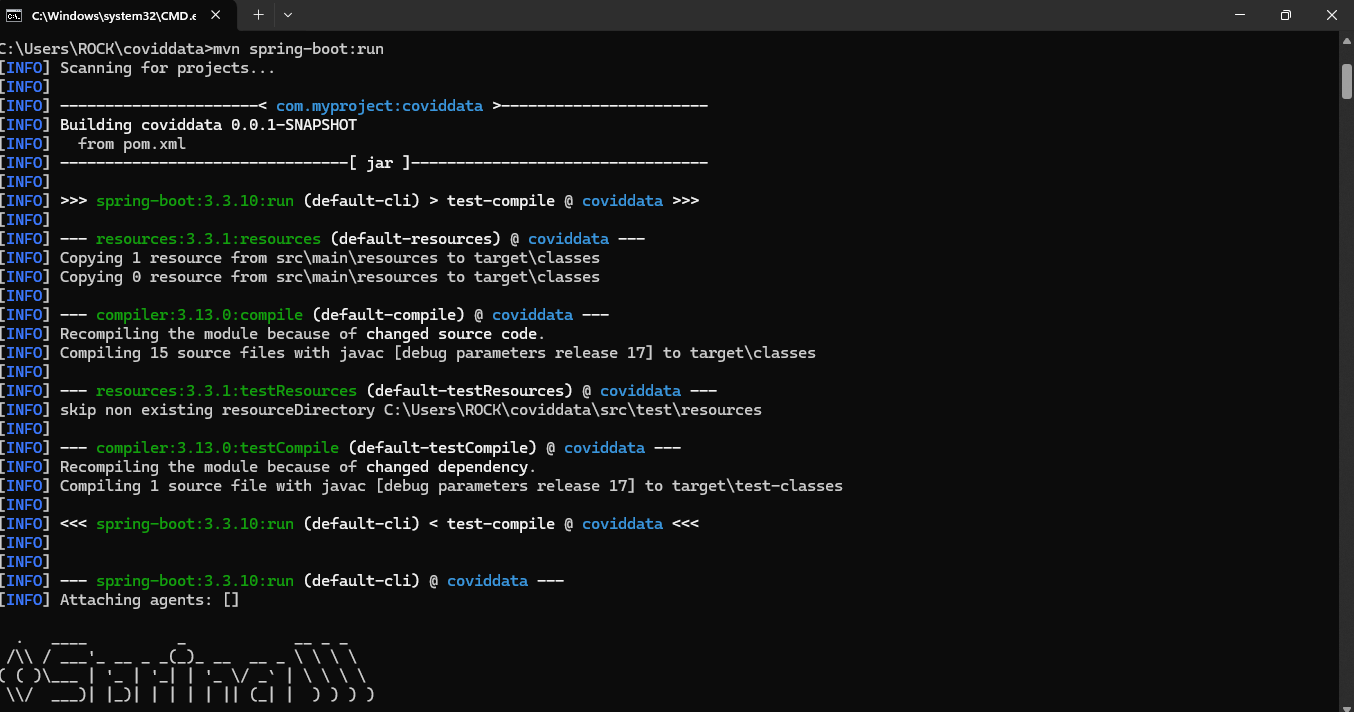 C:\Windows\system32\CMD.e
C:\Users\ROCK\coviddata>mvn spring-boot:run
[INFO] Scanning for projects...
[INFO]
[INFO] ----------------------< com.myproject:coviddata >-----------------------
[INFO] Building coviddata 0.0.1-SNAPSHOT
[INFO]   from pom.xml
[INFO] --------------------------------[ jar ]---------------------------------
[INFO]
[INFO] >>> spring-boot:3.3.10:run (default-cli) > test-compile @ coviddata >>>
[INFO]
[INFO] --- resources:3.3.1:resources (default-resources) @ coviddata ---
[INFO] Copying 1 resource from src\main\resources to target\classes
[INFO] Copying 0 resource from src\main\resources to target\classes
[INFO]
[INFO] --- compiler:3.13.0:compile (default-compile) @ coviddata ---
[INFO] Recompiling the module because of changed source code.
[INFO] Compiling 15 source files with javac [debug parameters release 17] to target\classes
[INFO]
[INFO] --- resources:3.3.1:testResources (default-testResources) @ coviddata ---
[INFO] skip non existing resourceDirectory C:\Users\ROCK\coviddata\src\test\resources
[INFO]
[INFO] --- compiler:3.13.0:testCompile (default-testCompile) @ coviddata ---
[INFO] Recompiling the module because of changed dependency.
[INFO] Compiling 1 source file with javac [debug parameters release 17] to target\test-classes
[INFO]
[INFO] <<< spring-boot:3.3.10:run (default-cli) < test-compile @ coviddata <<<
[INFO]
[INFO]
[INFO] --- spring-boot:3.3.10:run (default-cli) @ coviddata ---
[INFO] Attaching agents: []
  .   ____          _            __ _ _
 /\\ / ___'_ __ _ _(_)_ __  __ _ \ \ \ \
( ( )\___ | '_ | '_| | '_ \/ _` | \ \ \ \
 \\/  ___)| |_)| | | | | || (_| |  ) ) ) )